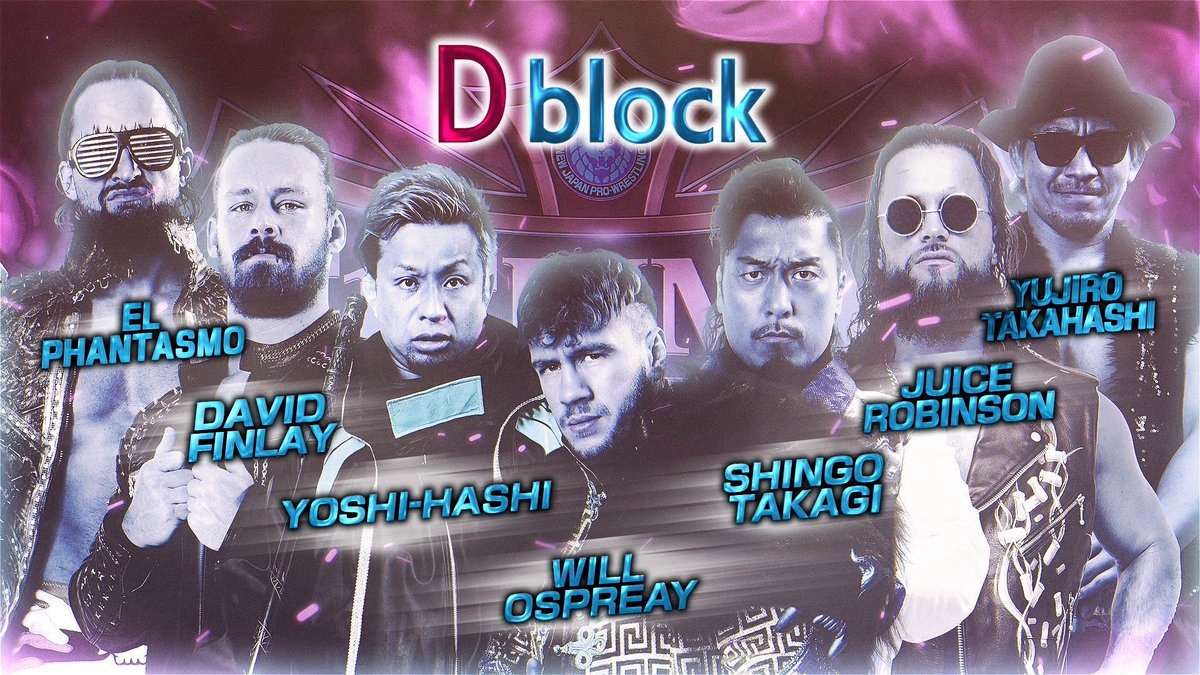 D block
NEW JAPAN PRO-WRESTLING
EL
PHANTASMO
DAVID
FINLAY
YOSHI-HASHI
WILL
OSPREAY
SHINGO
TAKAGI
JUICE
ROBINSON
YUJIRO
TAKAHASHI